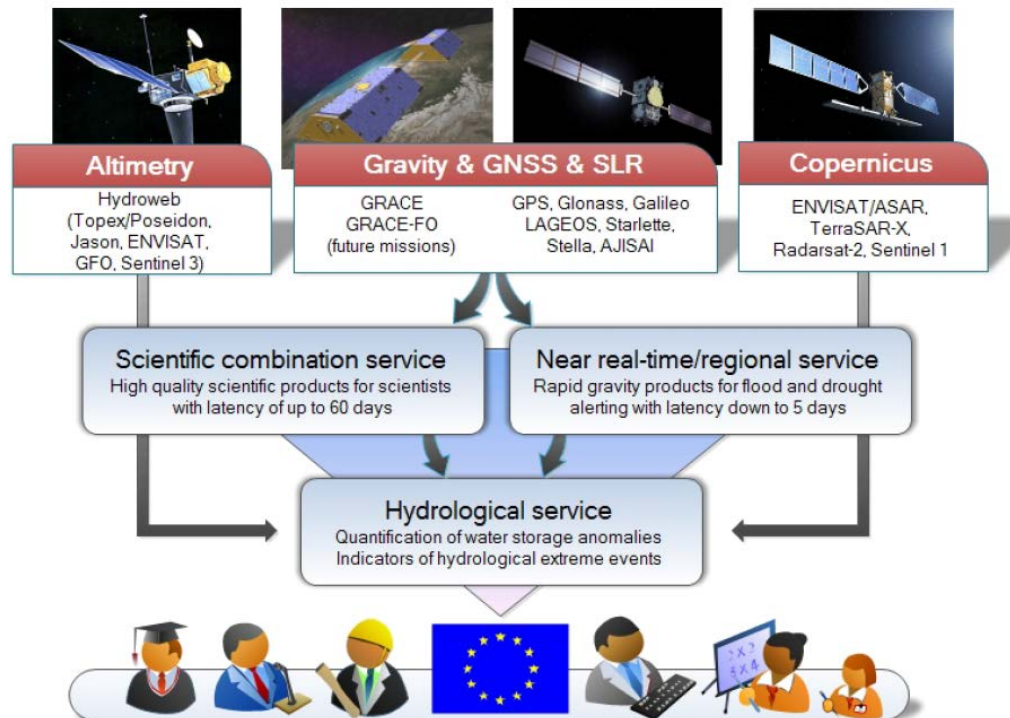 Altimetry
Hydroweb
(Topex/Poseidon,
Jason, ENVISAT,
GFO, Sentinel 3)
Gravity & GNSS & SLR
GRACE
GRACE-FO
(future missions)
GPS, Glonass, Galileo
LAGEOS, Starlette,
Stella, AJISAI
Copernicus
ENVISAT/ASAR,
TerraSAR-X,
Radarsat-2, Sentinel 1
Scientific combination service
High quality scientific products for scientists
with latency of up to 60 days
Near real-time/regional service
Rapid gravity products for flood and drought
alerting with latency down to 5 days
Hydrological service
Quantification of water storage anomalies
Indicators of hydrological extreme events
2 x 2
3 x 4